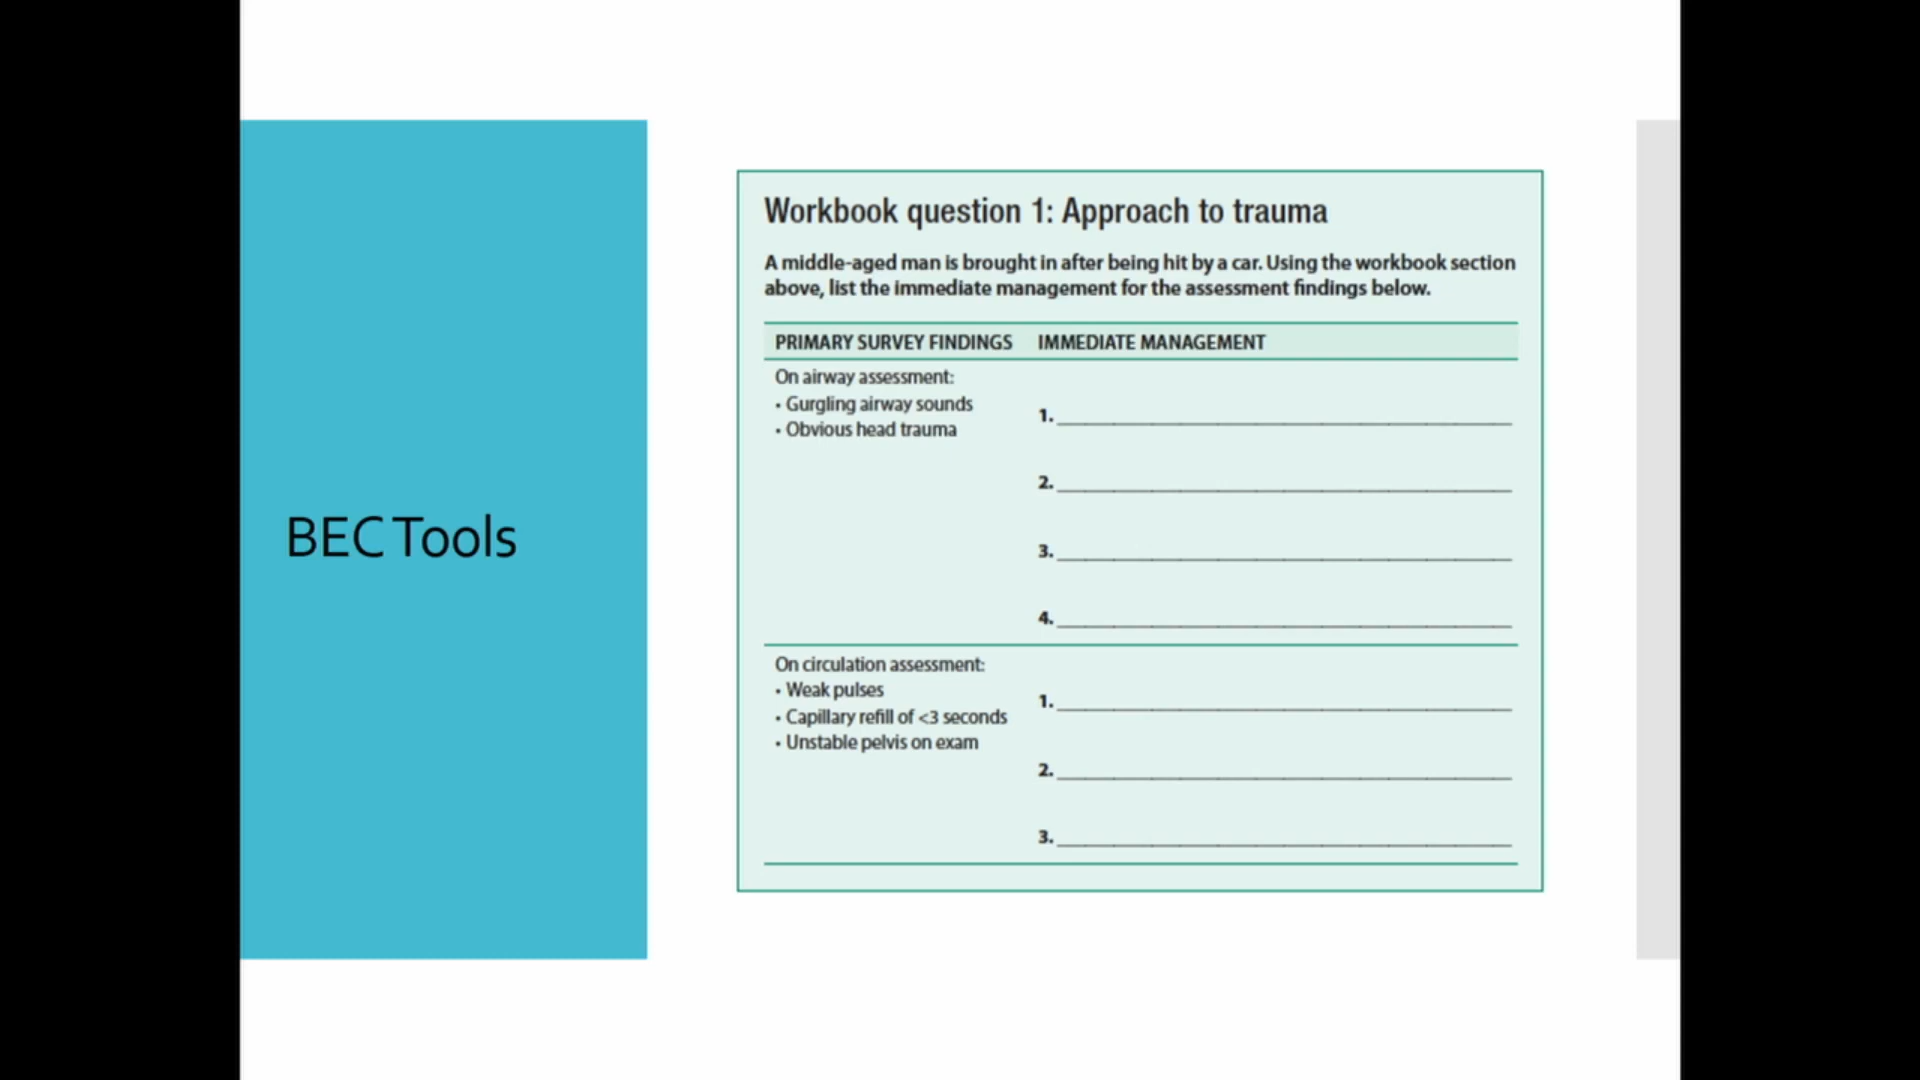 BEC Tools
Workbook question 1: Approach to trauma
A middle-aged man is brought in after being hit by a car. Using the workbook section
above, list the immediate management for the assessment findings below.
PRIMARY SURVEY FINDINGS IMMEDIATE MANAGEMENT
On airway assessment:
• Gurgling airway sounds
• Obvious head trauma
1.
2.
3.
4.
On circulation assessment:
• Weak pulses
• Capillary refill of <3 seconds
• Unstable pelvis on exam
1.
2.
3.